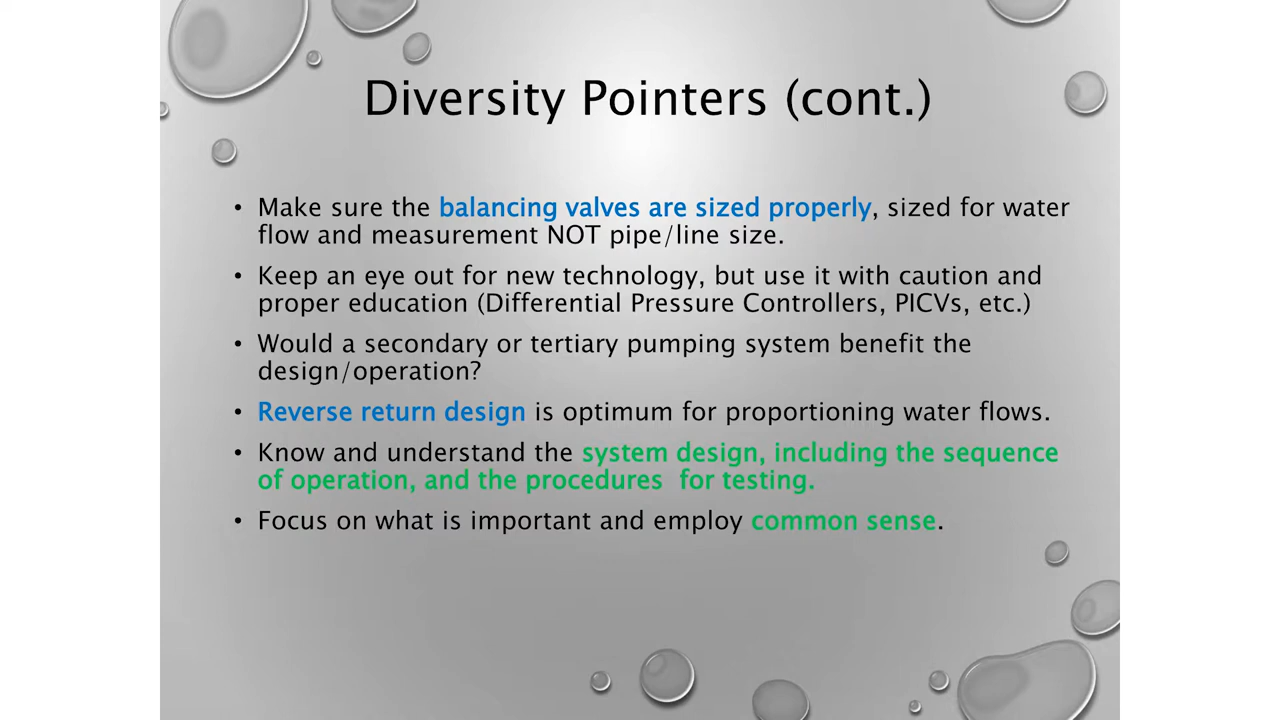 Diversity Pointers (cont.)
• Make sure the balancing valves are sized properly, sized for water
flow and measurement NOT pipe/line size.
• Keep an eye out for new technology, but use it with caution and
proper education (Differential Pressure Controllers, PICVs, etc.)
• Would a secondary or tertiary pumping system benefit the
design/operation?
• Reverse return design is optimum for proportioning water flows.
• Know and understand the system design, including the sequence
of operation, and the procedures  for testing.
• Focus on what is important and employ common sense.